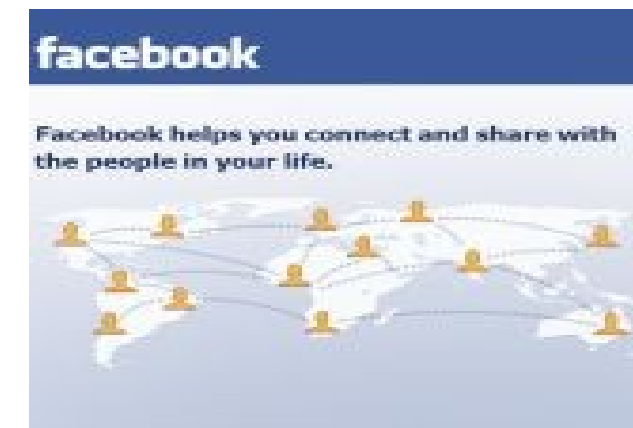 facebook
Facebook helps you connect and share with
the people in your life.